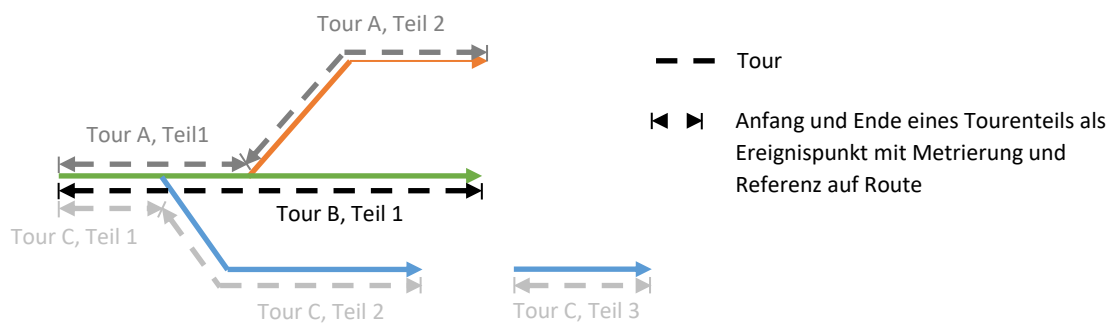 Tour A, Teil 2
Tour
Tour A, Teil1
Anfang und Ende eines Tourenteils als
Ereignispunkt mit Metrierung und
Referenz auf Route
Tour B, Teil 1
Tour C, Teil 1
Tour C, Teil 2
Tour C, Teil 3